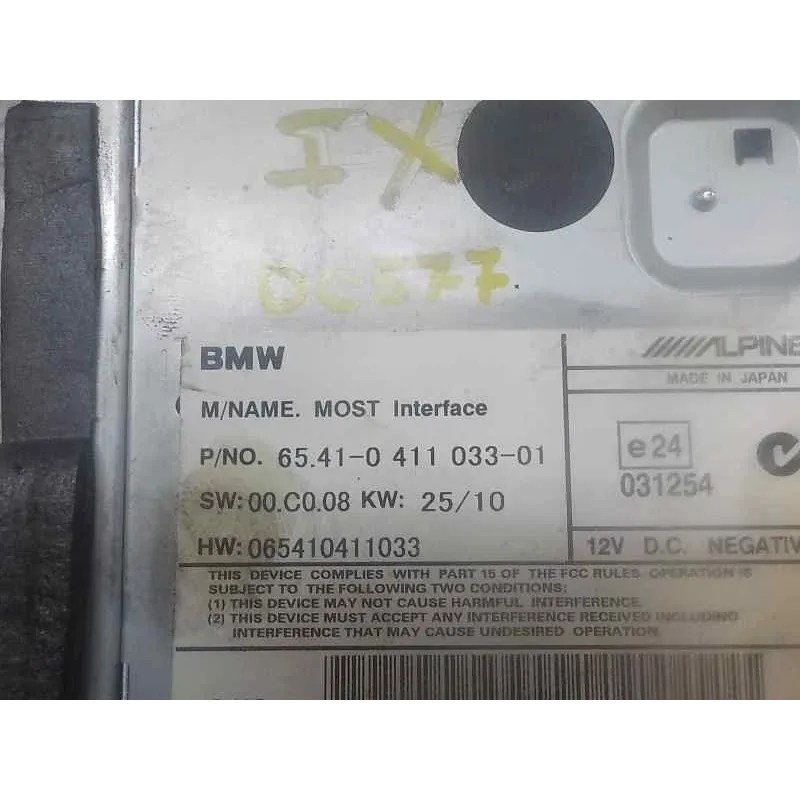 IX
DC577
BMW
ALPINE
MADE IN JAPAN
M/NAME. MOST Interface
P/NO. 65.41-0 411 033-01
e24
031254
SW:00.C0.08 KW: 25/10
HW:065410411033
12V D.C. NEGATIV
THIS DEVICE COMPLIES WITH PART 15 OF THE FCC RULES. OPERATION IS
SUBJECT TO THE FOLLOWING TWO CONDITIONS:
(1) THIS DEVICE MAY NOT CAUSE HARMFUL INTERFERENCE.
(2) THIS DEVICE MUST ACCEPT ANY INTERFERENCE RECEIVED INCLUDING
INTERFERENCE THAT MAY CAUSE UNDESIRED OPERATION.